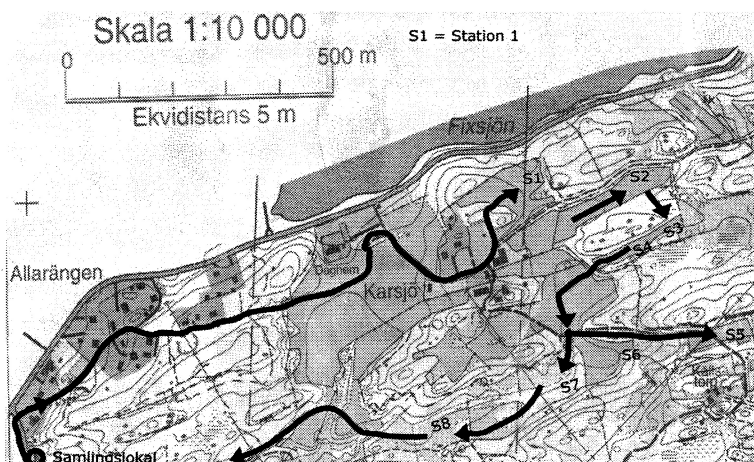 Skala 1:10 000
S1 = Station 1
0
500 m
Ekvidistans 5 m
Fixsjön
S1
S2
S3
S4
Allarängen
Daghem
Karsjö
S5
S6
S7
S8
Samlingslokal